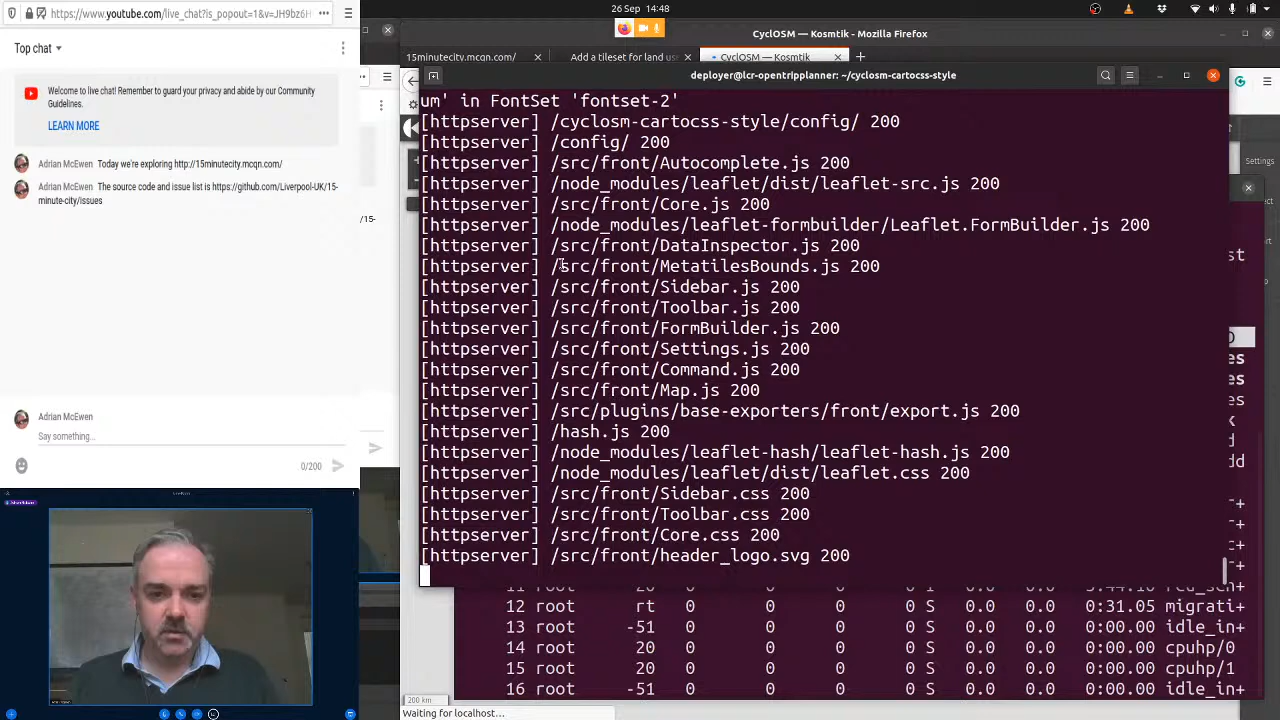 https://www.youtube.com/live_chat?is_popout=1&v=JH9bz6H
Top chat
Welcome to live chat! Remember to guard your privacy and abide by our Community
Guidelines.
LEARN MORE
Adrian McEwen Today we're exploring http://15minutecity.mcqn.com/
Adrian McEwen The source code and issue list is https://github.com/Liverpool-UK/15-
minute-city/issues
Adrian McEwen
Say something...
0/200
26 Sep 14:48
CyclOSM — Kosmtik — Mozilla Firefox
15minutecity.mcqn.com/
Add a tileset for land us
CyclOSM — Kosmtik
deployer@lcr-opentripplanner: ~/cyclosm-cartocss-style
Settings
um' in FontSet 'fontset-2'
[httpserver] /cyclosm-cartocss-style/config/ 200
[httpserver] /config/ 200
[httpserver] /src/front/Autocomplete.js 200
[httpserver] /node_modules/leaflet/dist/leaflet-src.js 200
[httpserver] /src/front/Core.js 200
[httpserver] /node_modules/leaflet-formbuilder/Leaflet.FormBuilder.js 200
[httpserver] /src/front/DataInspector.js 200
[httpserver] /src/front/MetatilesBounds.js 200
[httpserver] /src/front/Sidebar.js 200
[httpserver] /src/front/Toolbar.js 200
[httpserver] /src/front/FormBuilder.js 200
[httpserver] /src/front/Settings.js 200
[httpserver] /src/front/Command.js 200
[httpserver] /src/front/Map.js 200
[httpserver] /src/plugins/base-exporters/front/export.js 200
[httpserver] /hash.js 200
[httpserver] /node_modules/leaflet-hash/leaflet-hash.js 200
[httpserver] /node_modules/leaflet/dist/leaflet.css 200
[httpserver] /src/front/Sidebar.css 200
[httpserver] /src/front/Toolbar.css 200
[httpserver] /src/front/Core.css 200
[httpserver] /src/front/header_logo.svg 200
12 root rt 0 0 0 0 S 0.0 0.0 0:31.05 migrati+
13 root -51 0 0 0 0 S 0.0 0.0 0:00.00 idle_in+
14 root 20 0 0 0 0 S 0.0 0.0 0:00.00 cpuhp/0
15 root 20 0 0 0 0 S 0.0 0.0 0:00.00 cpuhp/1
16 root -51 0 0 0 0 S 0.0 0.0 0:00.00 idle_in+
200 km
Waiting for localhost...